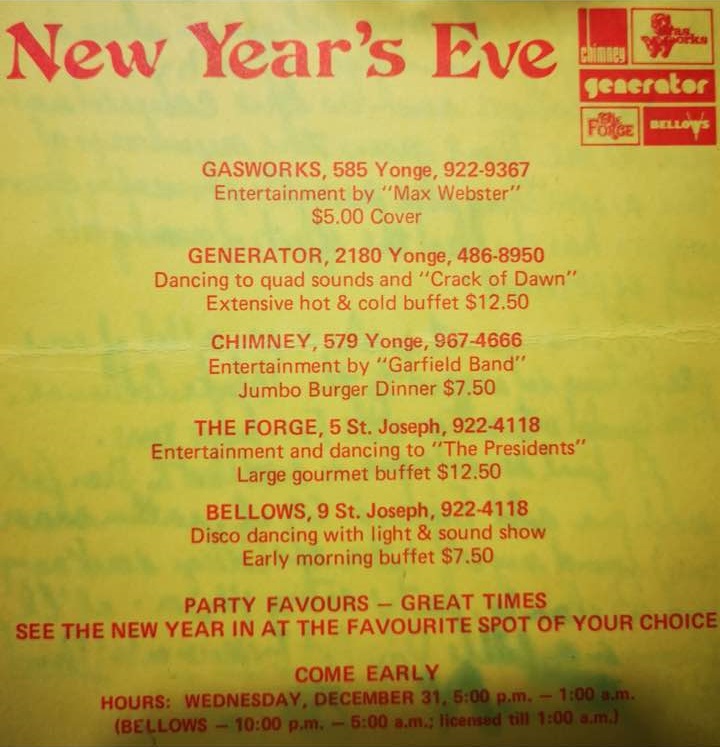 New Year's Eve
chimney
Gas Works
generator
The FORGE
BELLOWS
GASWORKS, 585 Yonge, 922-9367
Entertainment by "Max Webster"
$5.00 Cover
GENERATOR, 2180 Yonge, 486-8950
Dancing to quad sounds and "Crack of Dawn"
Extensive hot & cold buffet $12.50
CHIMNEY, 579 Yonge, 967-4666
Entertainment by "Garfield Band"
Jumbo Burger Dinner $7.50
THE FORGE, 5 St. Joseph, 922-4118
Entertainment and dancing to "The Presidents"
Large gourmet buffet $12.50
BELLOWS, 9 St. Joseph, 922-4118
Disco dancing with light & sound show
Early morning buffet $7.50
PARTY FAVOURS — GREAT TIMES
SEE THE NEW YEAR IN AT THE FAVOURITE SPOT OF YOUR CHOICE
COME EARLY
HOURS: WEDNESDAY, DECEMBER 31, 5:00 p.m. — 1:00 a.m.
(BELLOWS — 10:00 p.m. — 5:00 a.m.; licensed till 1:00 a.m.)